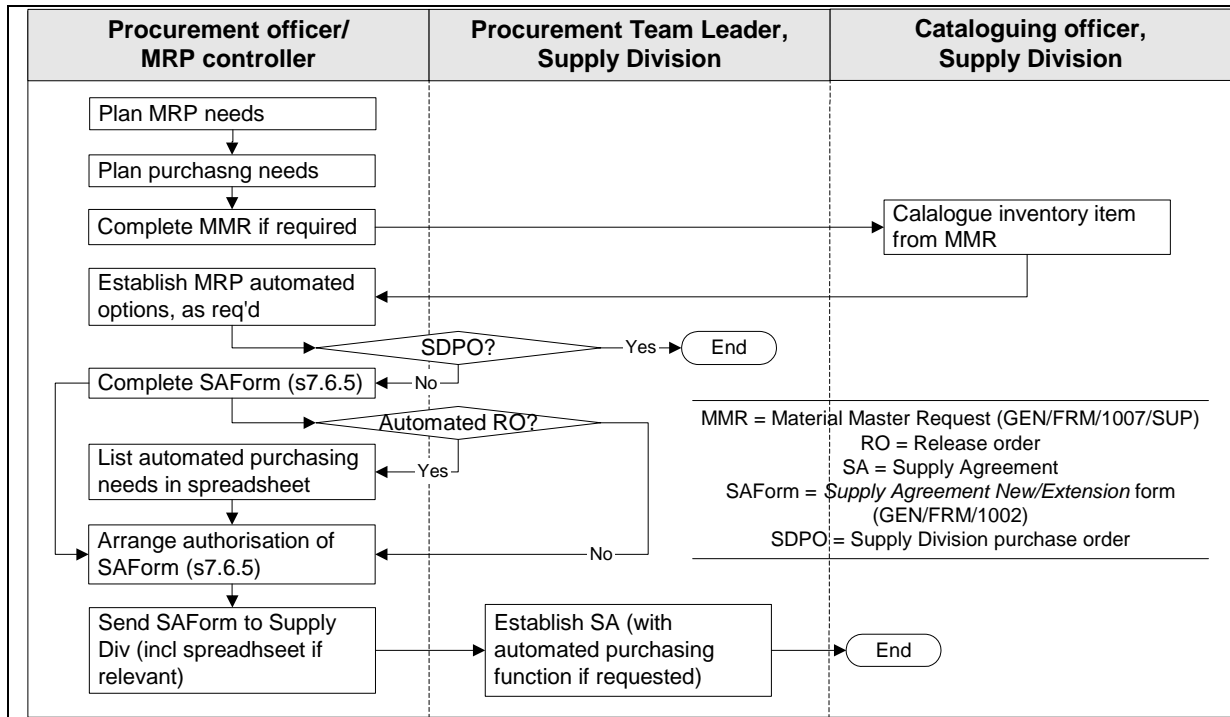 Procurement officer/
MRP controller
Procurement Team Leader,
Supply Division
Cataloguing officer,
Supply Division
Plan MRP needs
Plan purchasng needs
Complete MMR if required
Calalogue inventory item
from MMR
Establish MRP automated
options, as req'd
SDPO?
Yes
End
No
Complete SAForm (s7.6.5)
Automated RO?
Yes
List automated purchasing
needs in spreadsheet
No
Arrange authorisation of
SAForm (s7.6.5)
MMR = Material Master Request (GEN/FRM/1007/SUP)
RO = Release order
SA = Supply Agreement
SAForm = Supply Agreement New/Extension form
(GEN/FRM/1002)
SDPO = Supply Division purchase order
Send SAForm to Supply
Div (incl spreadhseet if
relevant)
Establish SA (with
automated purchasing
function if requested)
End